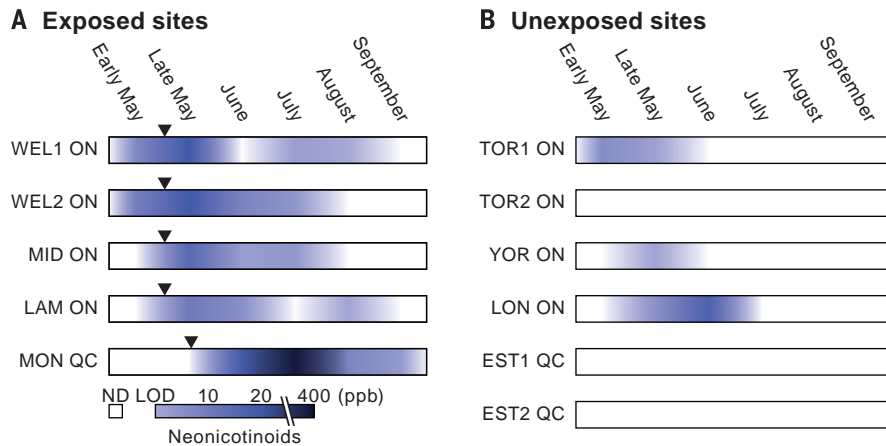 A Exposed sites
Early May
Late May
June
July
August
September
WEL1 ON
WEL2 ON
MID ON
LAM ON
MON QC
ND LOD 10 20 400 (ppb)
Neonicotinoids
B Unexposed sites
Early May
Late May
June
July
August
September
TOR1 ON
TOR2 ON
YOR ON
LON ON
EST1 QC
EST2 QC